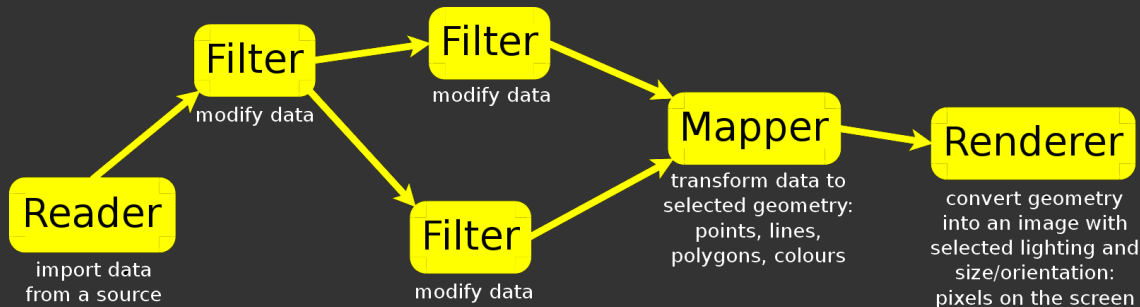 Reader
import data
from a source
Filter
modify data
Filter
modify data
Filter
modify data
Mapper
transform data to
selected geometry:
points, lines,
polygons, colours
Renderer
convert geometry
into an image with
selected lighting and
size/orientation:
pixels on the screen